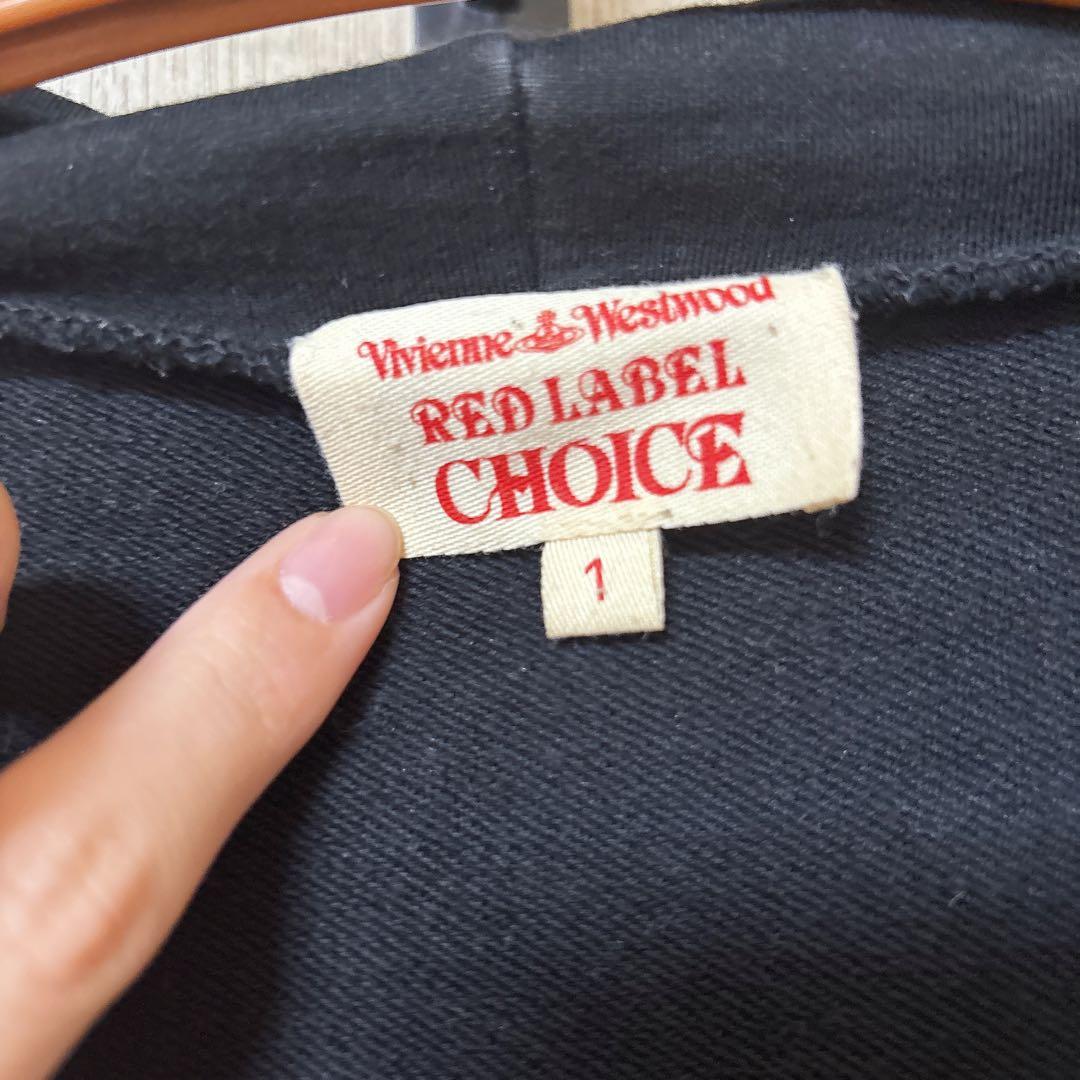 Vivienne Westwood
RED LABEL
CHOICE
1